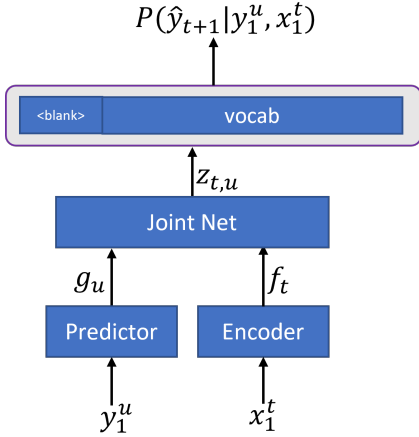 P(ŷ_{t+1}|y_1^u, x_1^t)
<blank> vocab
z_{t,u}
Joint Net
g_u f_t
Predictor Encoder
y_1^u x_1^t